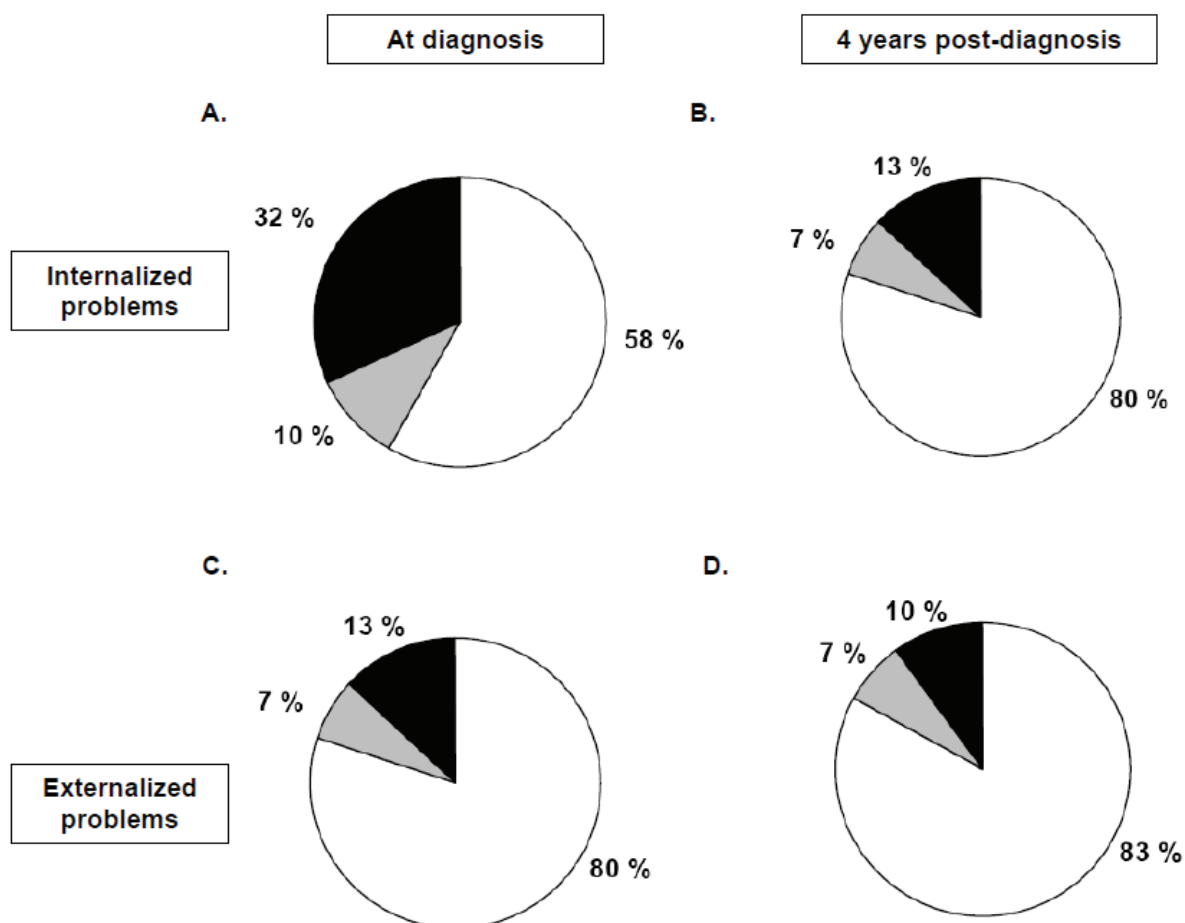 At diagnosis
4 years post-diagnosis
A.
B.
Internalized
problems
32 %
10 %
58 %
13 %
7 %
80 %
C.
D.
Externalized
problems
13 %
7 %
80 %
10 %
7 %
83 %